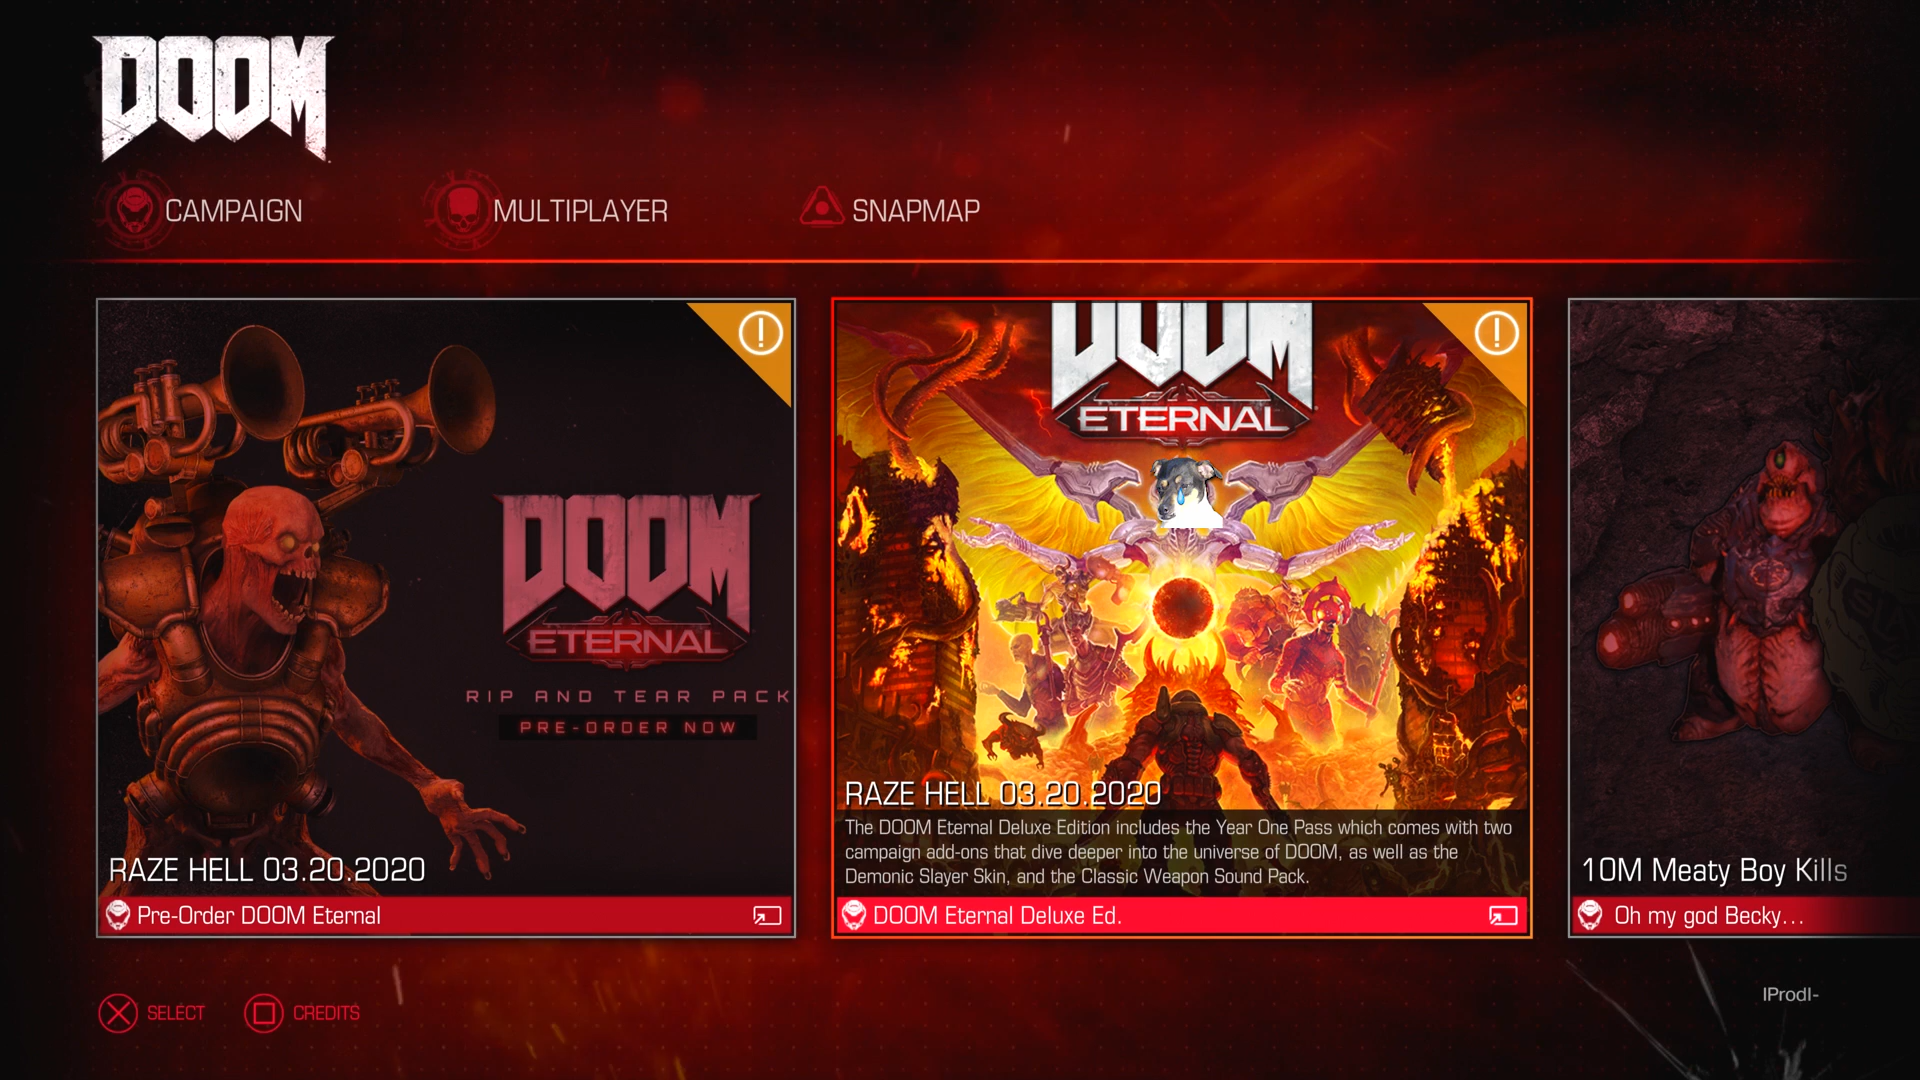 DOOM
CAMPAIGN
MULTIPLAYER
SNAPMAP
DOOM
ETERNAL
RIP AND TEAR PACK
PRE-ORDER NOW
RAZE HELL 03.20.2020
Pre-Order DOOM Eternal
DOOM
ETERNAL
RAZE HELL 03.20.2020
The DOOM Eternal Deluxe Edition includes the Year One Pass which comes with two
campaign add-ons that dive deeper into the universe of DOOM, as well as the
Demonic Slayer Skin, and the Classic Weapon Sound Pack.
DOOM Eternal Deluxe Ed.
10M Meaty Boy Kills
Oh my god Becky...
SELECT
CREDITS
IProdI-